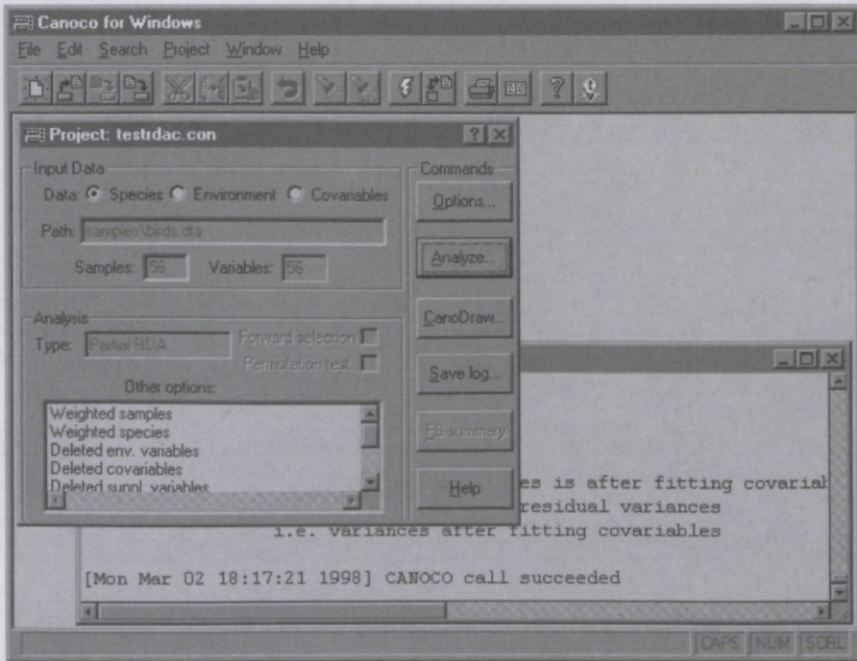 Canoco for Windows
File Edit Search Project Window Help
Project: testrdac.con
Input Data
Data: Species Environment Covariables
Path: samples\birds.dta
Samples: 56 Variables: 56
Analysis
Type: Partial RDA
Forward selection
Permutation test
Other options:
Weighted samples
Weighted species
Deleted env. variables
Deleted covariables
Deleted suppl. variables
Commands
Options...
Analyze...
CanoDraw...
Save log...
FS summary
Help
es is after fitting covariab
residual variances
i.e. variances after fitting covariables
[Mon Mar 02 18:17:21 1998] CANOCO call succeeded
CAPS NUM SCRL